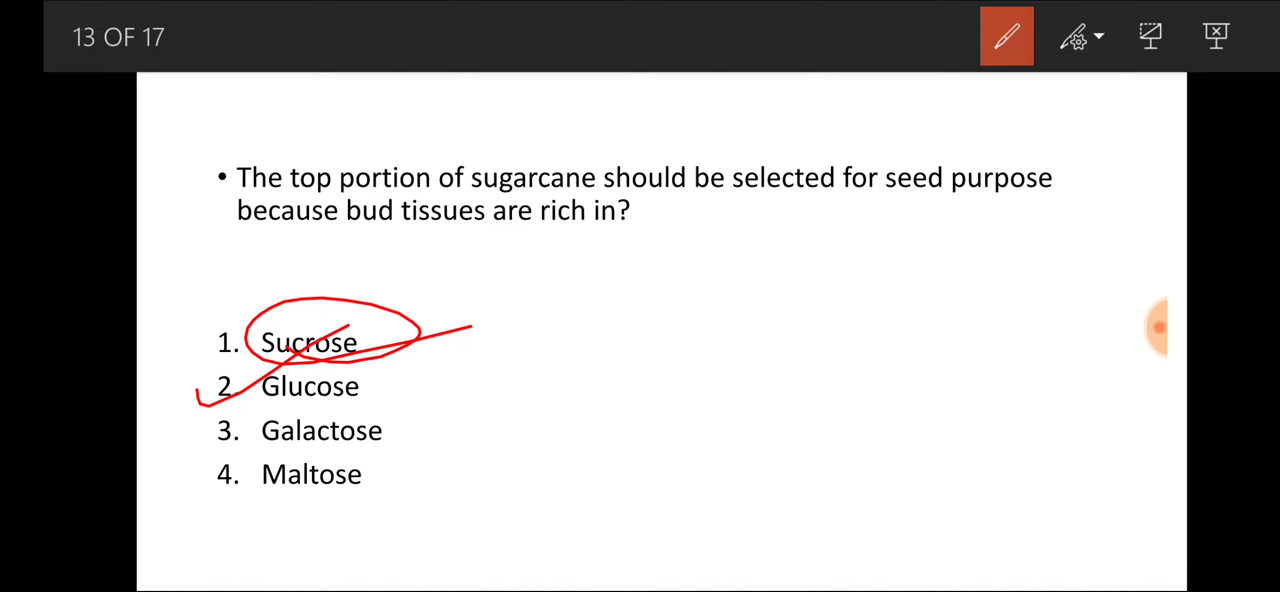 13 OF 17
• The top portion of sugarcane should be selected for seed purpose
because bud tissues are rich in?
1. Sucrose
2. Glucose
3. Galactose
4. Maltose